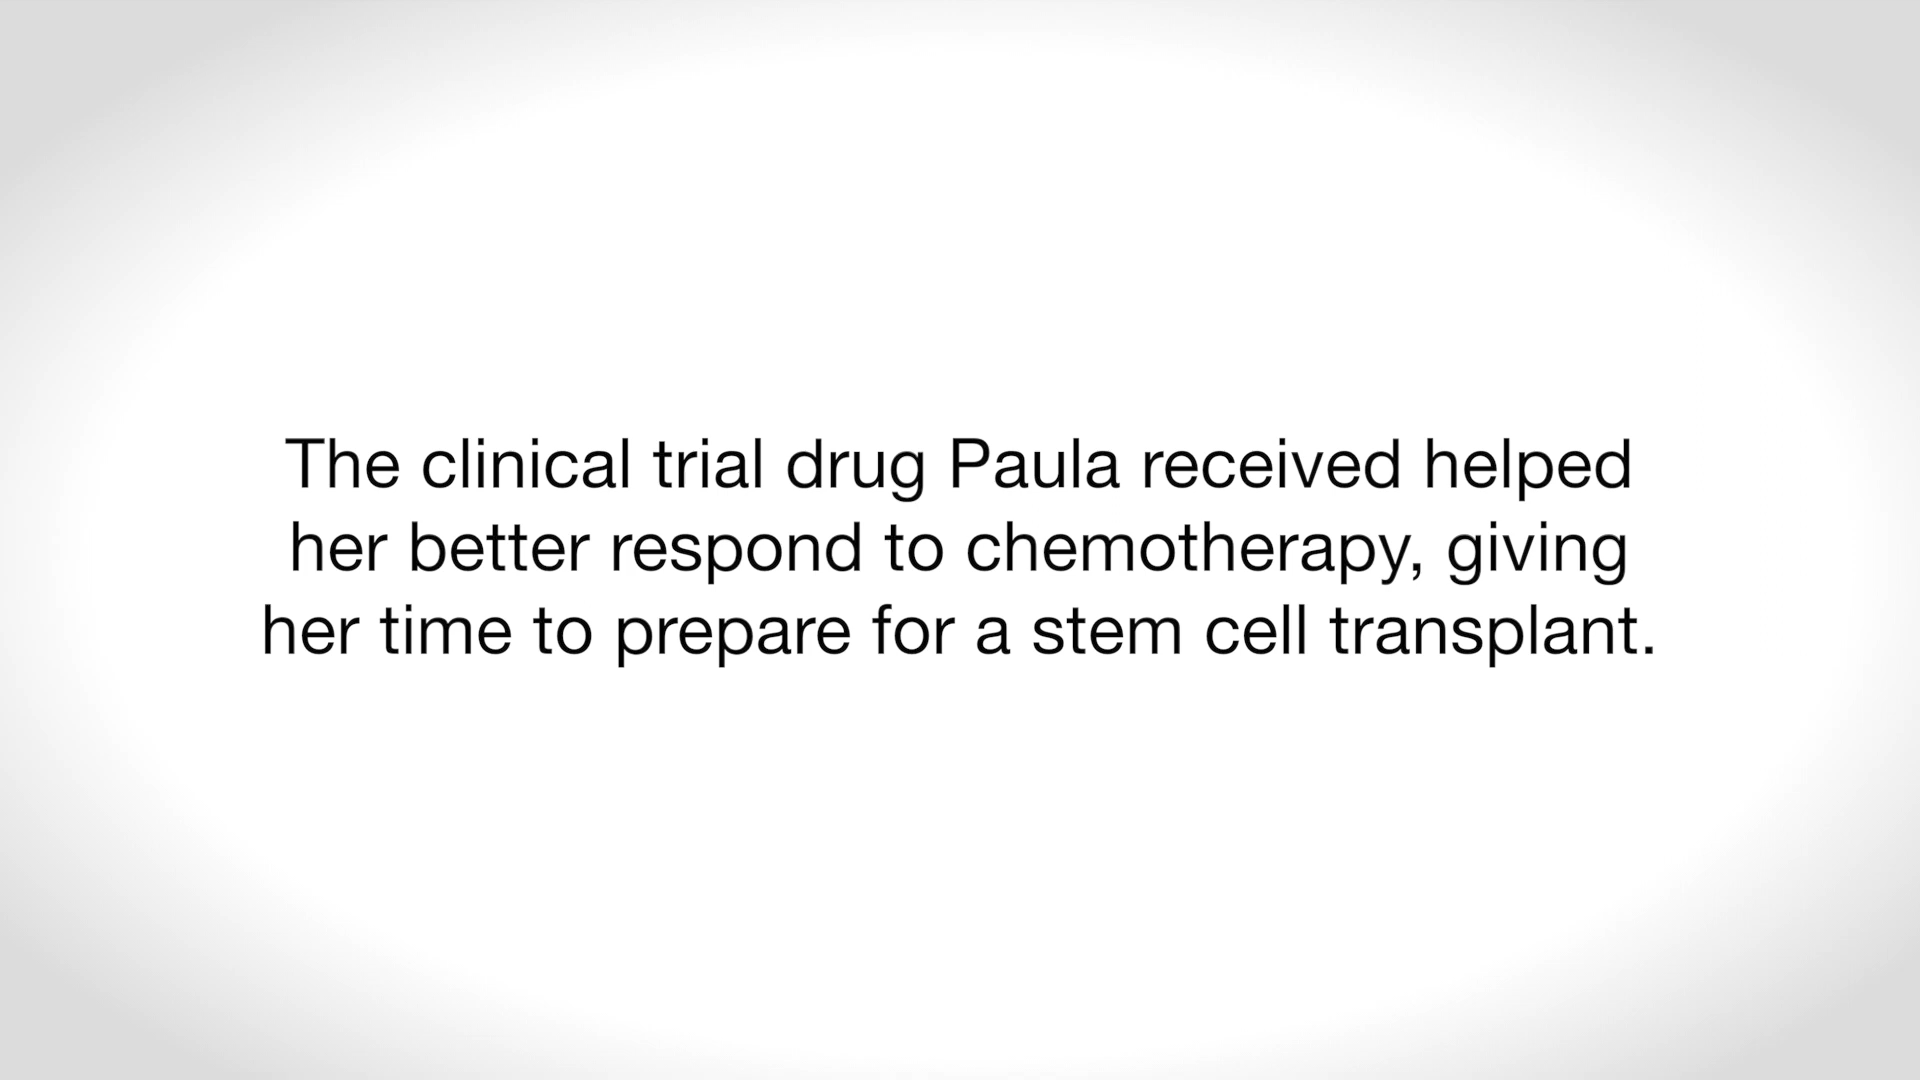 The clinical trial drug Paula received helped
her better respond to chemotherapy, giving
her time to prepare for a stem cell transplant.